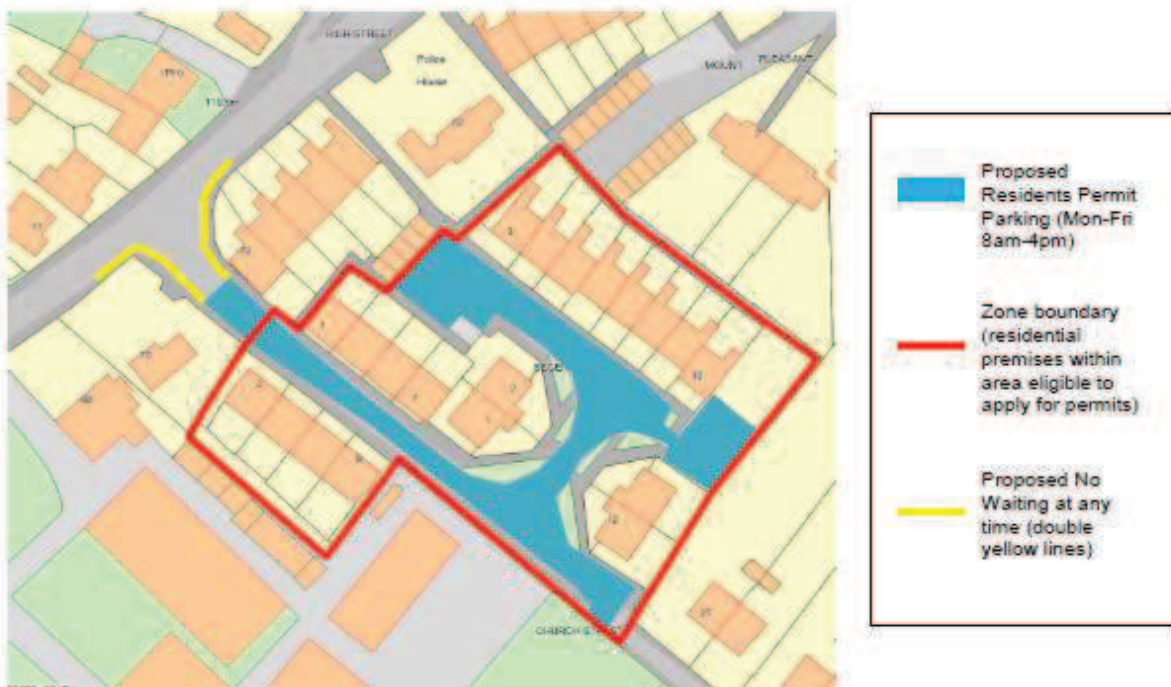 HIGH STREET
Police
House
MOUNT
PLEASANT
CHURCH STREET
Proposed
Residents Permit
Parking (Mon-Fri
8am-4pm)
Zone boundary
(residential
premises within
area eligible to
apply for permits)
Proposed No
Waiting at any
time (double
yellow lines)